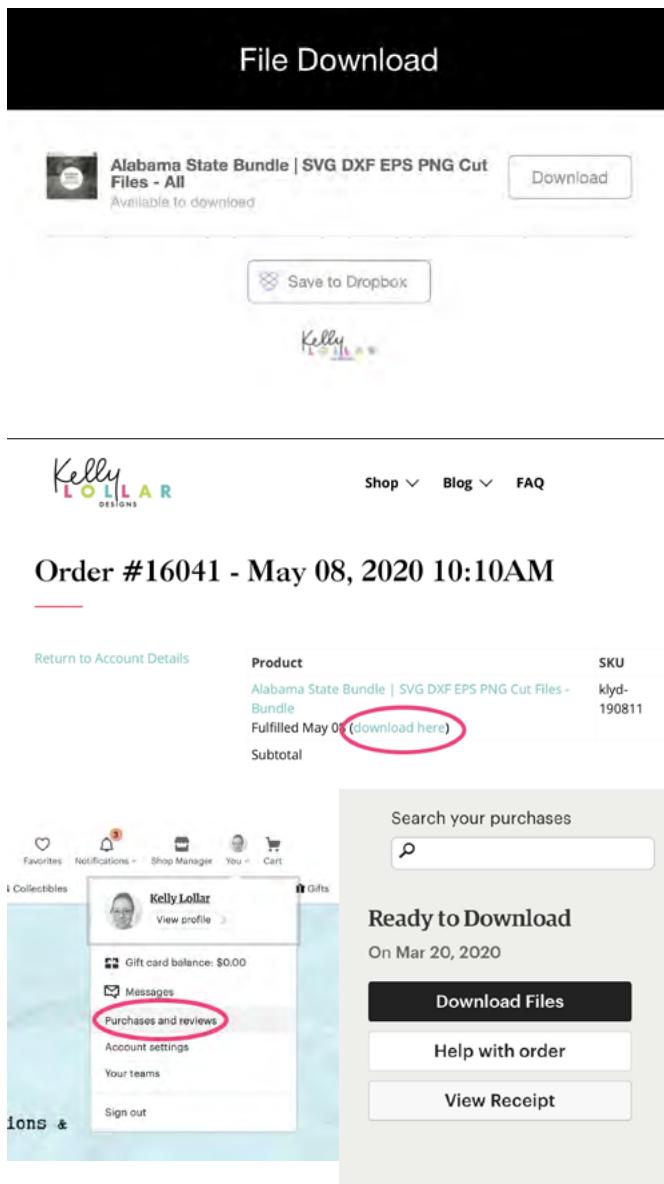 File Download
Alabama State Bundle | SVG DXF EPS PNG Cut
Files - All
Available to download
Download
Save to Dropbox
Kelly
LOLLAR
Kelly
LOLLAR
DESIGNS
Shop
Blog
FAQ
Order #16041 - May 08, 2020 10:10AM
Return to Account Details
Product
SKU
Alabama State Bundle | SVG DXF EPS PNG Cut Files -
Bundle
klyd-
190811
Fulfilled May 08 (download here)
Subtotal
3
Favorites
Notifications
Shop Manager
You
Cart
& Collectibles
Gifts
Kelly Lollar
View profile
Gift card balance: $0.00
Messages
Purchases and reviews
Account settings
Your teams
Sign out
ions &
Search your purchases
Ready to Download
On Mar 20, 2020
Download Files
Help with order
View Receipt